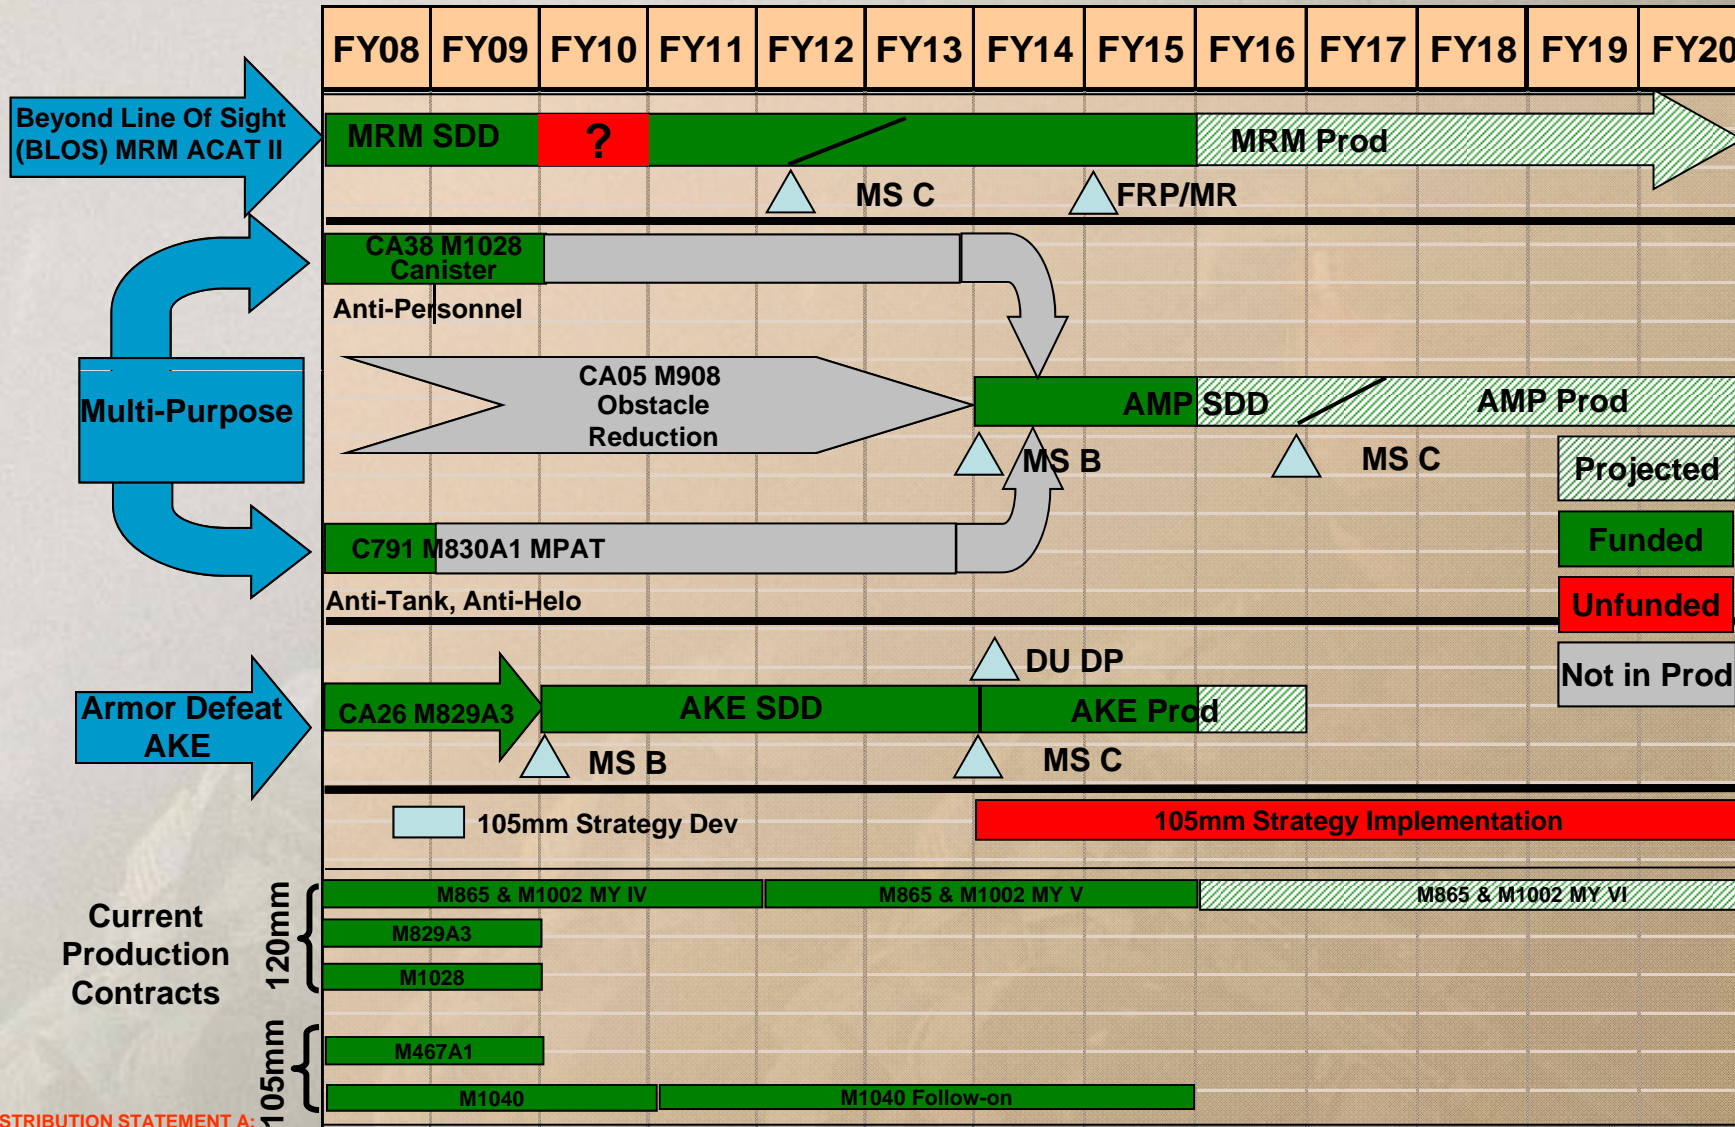 FY08 FY09 FY10 FY11 FY12 FY13 FY14 FY15 FY16 FY17 FY18 FY19 FY20
Beyond Line Of Sight
(BLOS) MRM ACAT II
MRM SDD
?
MRM Prod
MS C
FRP/MR
CA38 M1028
Canister
Anti-Personnel
Multi-Purpose
CA05 M908
Obstacle
Reduction
AMP SDD
AMP Prod
MS B
MS C
Projected
Funded
Unfunded
Not in Prod
C791 M830A1 MPAT
Anti-Tank, Anti-Helo
DU DP
Armor Defeat
AKE
CA26 M829A3
AKE SDD
AKE Prod
MS B
MS C
105mm Strategy Dev
105mm Strategy Implementation
Current
Production
Contracts
120mm
M865 & M1002 MY IV
M865 & M1002 MY V
M865 & M1002 MY VI
M829A3
M1028
105mm
M467A1
M1040
M1040 Follow-on
STRIBUTION STATEMENT A: